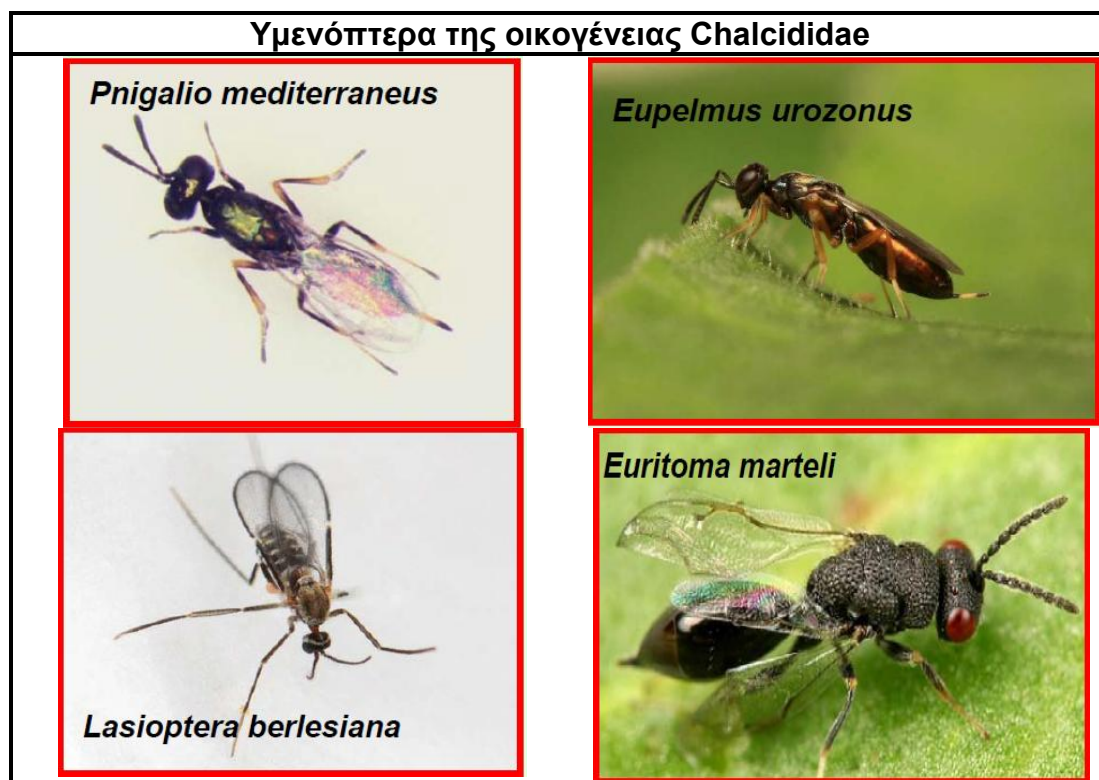 Υμενόπτερα της οικογένειας Chalcididae
Pnigalio mediterraneus
Eupelmus urozonus
Lasioptera berlesiana
Euritoma marteli